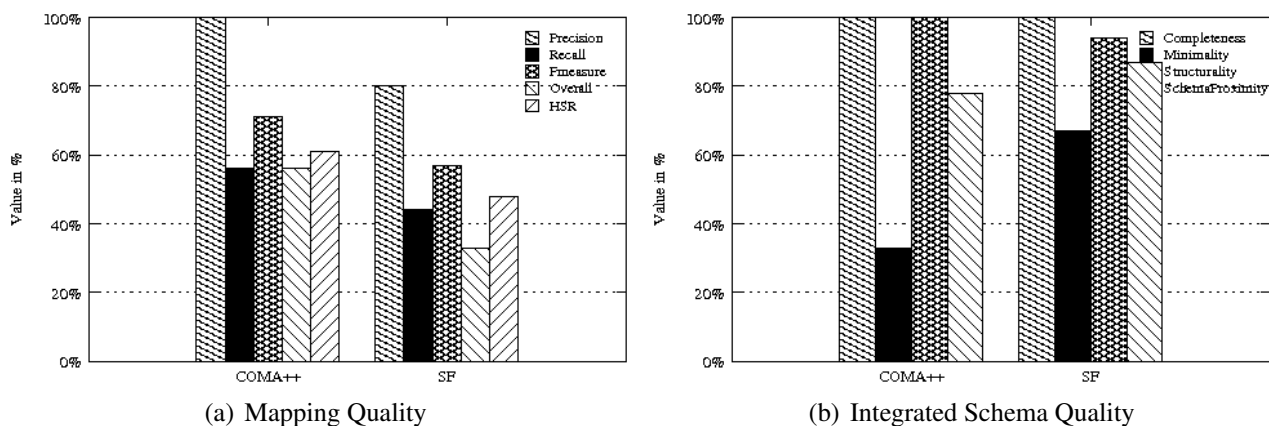 100%
80%
60%
40%
20%
0%
Value in %
Precision
Recall
Fmeasure
Overall
HSR
COMA++
SF
(a) Mapping Quality
100%
80%
60%
40%
20%
0%
Value in %
Completeness
Minimality
Structurality
SchemaProximity
COMA++
SF
(b) Integrated Schema Quality